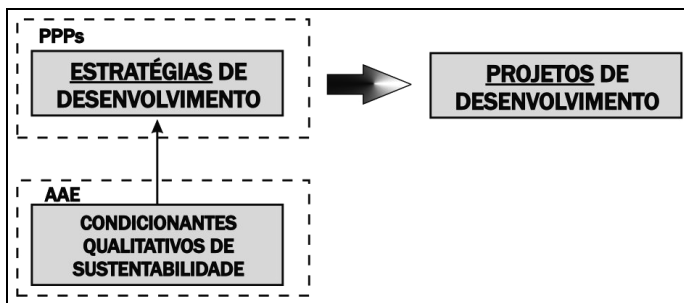 PPPs
ESTRATÉGIAS DE
DESENVOLVIMENTO
PROJETOS DE
DESENVOLVIMENTO
AAE
CONDICIONANTES
QUALITATIVOS DE
SUSTENTABILIDADE